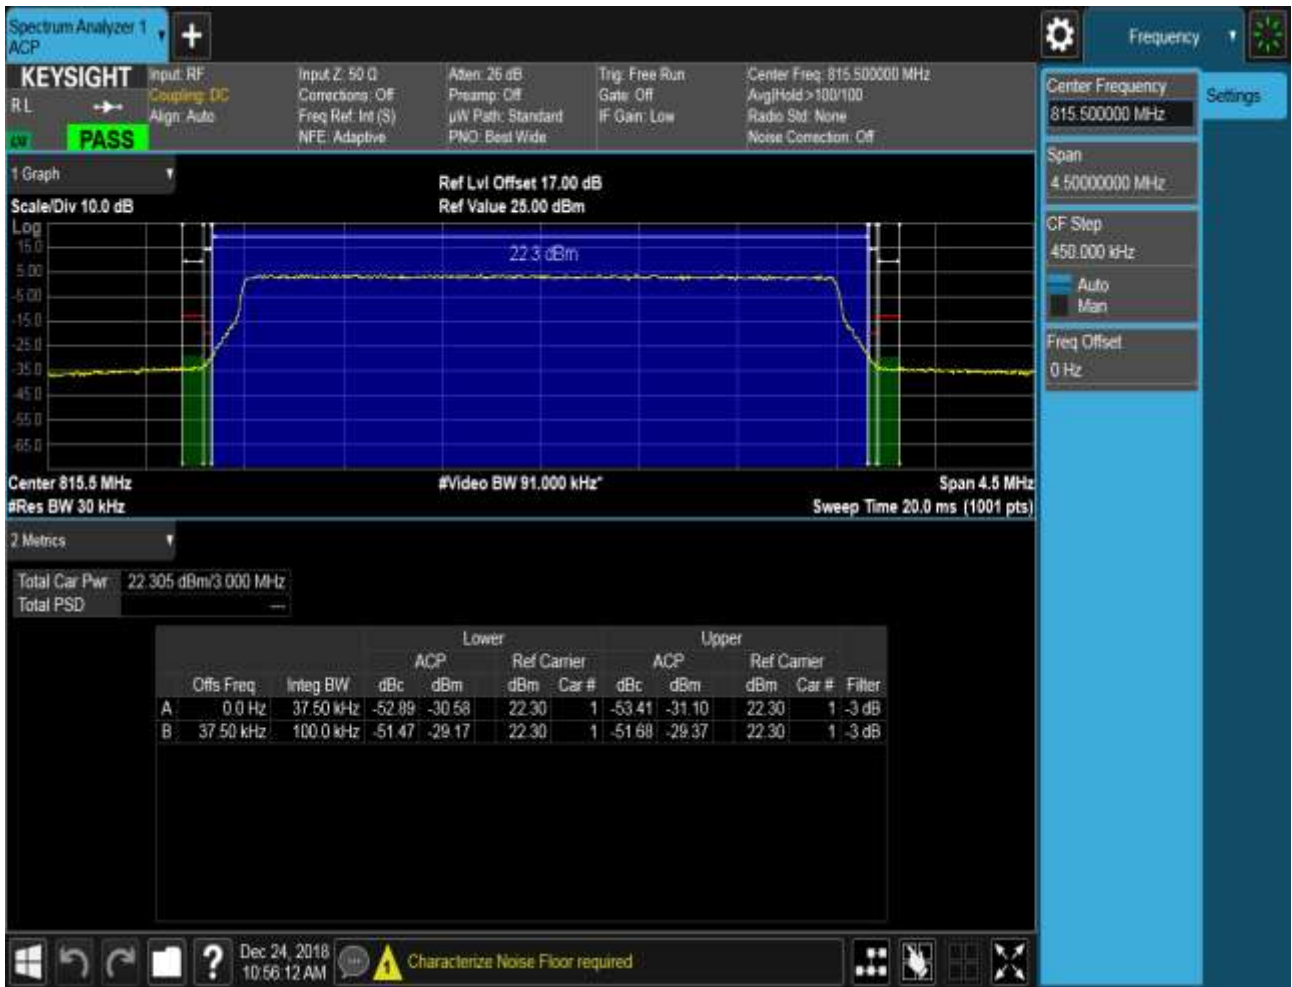 Spectrum Analyzer 1
ACP
Frequency
KEYSIGHT
R L
PASS
Input: RF
Coupling: DC
Align: Auto
Input Z: 50 Ω
Corrections: Off
Freq Ref: Int (S)
NFE: Adaptive
Atten: 26 dB
Preamp: Off
µW Path: Standard
PNO: Best Wide
Trig: Free Run
Gate: Off
IF Gain: Low
Center Freq: 815.500000 MHz
Avg|Hold:>100/100
Radio Std: None
Noise Correction: Off
Center Frequency
815.500000 MHz
Settings
Span
4.50000000 MHz
CF Step
450.000 kHz
Auto
Man
Freq Offset
0 Hz
1 Graph
Scale/Div 10.0 dB
Ref Lvl Offset 17.00 dB
Ref Value 25.00 dBm
Log
15.0
5.00
-5.00
-15.0
-25.0
-35.0
-45.0
-55.0
-65.0
22.3 dBm
Center 815.5 MHz
#Video BW 91.000 kHz*
Span 4.5 MHz
#Res BW 30 kHz
Sweep Time 20.0 ms (1001 pts)
2 Metrics
Total Car Pwr 22.305 dBm/3.000 MHz
Total PSD ---
Lower Upper
ACP Ref Carrier ACP Ref Carrier
Offs Freq Integ BW dBc dBm dBm Car # dBc dBm dBm Car # Filter
A 0.0 Hz 37.50 kHz -52.89 -30.58 22.30 1 -53.41 -31.10 22.30 1 -3 dB
B 37.50 kHz 100.0 kHz -51.47 -29.17 22.30 1 -51.68 -29.37 22.30 1 -3 dB
?
Dec 24, 2018
10:56:12 AM
1
Characterize Noise Floor required